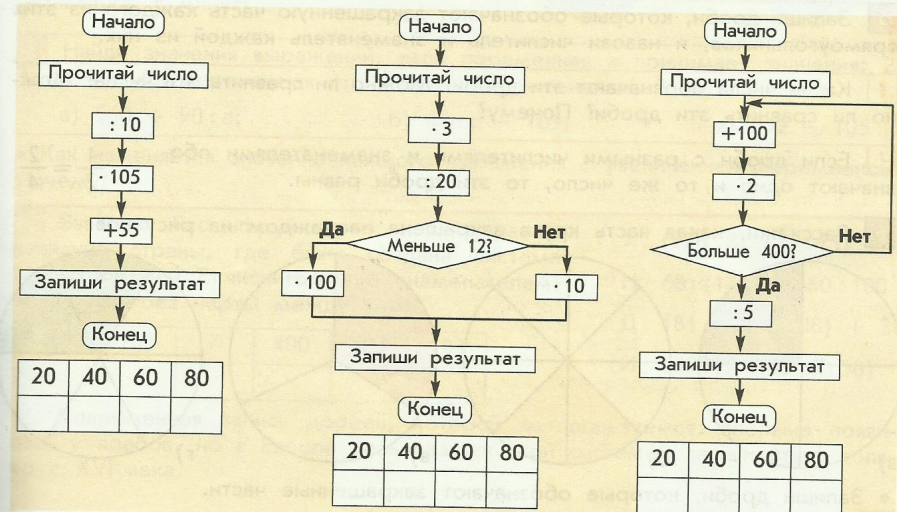 Начало
Прочитай число
:10
· 105
+55
Запиши результат
Конец
20 40 60 80
Начало
Прочитай число
· 3
:20
Меньше 12?
Да
Нет
· 100
· 10
Запиши результат
Конец
20 40 60 80
Начало
Прочитай число
+100
· 2
Больше 400?
Нет
Да
:5
Запиши результат
Конец
20 40 60 80